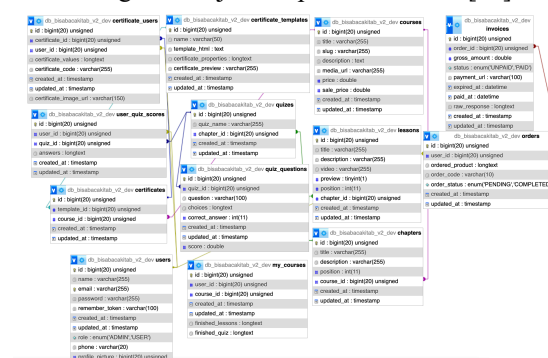 db_bisabacakitab_v2_dev certificate_users
id : bigint(20) unsigned
certificate_id : bigint(20) unsigned
user_id : bigint(20) unsigned
certificate_values : longtext
certificate_code : varchar(255)
created_at : timestamp
updated_at : timestamp
certificate_image_url : varchar(150)
db_bisabacakitab_v2_dev certificate_templates
id : bigint(20) unsigned
name : varchar(50)
template_html : text
certificate_properties : longtext
certificate_preview : varchar(255)
created_at : timestamp
updated_at : timestamp
db_bisabacakitab_v2_dev courses
id : bigint(20) unsigned
title : varchar(255)
slug : varchar(255)
description : text
media_url : varchar(255)
price : double
sale_price : double
created_at : timestamp
updated_at : timestamp
db_bisabacakitab_v2_dev
invoices
id : bigint(20) unsigned
order_id : bigint(20) unsigned
gross_amount : double
status : enum('UNPAID','PAID')
payment_url : varchar(100)
expired_at : datetime
paid_at : datetime
raw_response : longtext
created_at : timestamp
updated_at : timestamp
db_bisabacakitab_v2_dev user_quiz_scores
id : bigint(20) unsigned
user_id : bigint(20) unsigned
quiz_id : bigint(20) unsigned
answers : longtext
created_at : timestamp
updated_at : timestamp
db_bisabacakitab_v2_dev quizes
id : bigint(20) unsigned
quiz_name : varchar(255)
chapter_id : bigint(20) unsigned
created_at : timestamp
updated_at : timestamp
db_bisabacakitab_v2_dev lessons
id : bigint(20) unsigned
title : varchar(255)
description : varchar(255)
video : varchar(255)
preview : tinyint(1)
position : int(11)
chapter_id : bigint(20) unsigned
created_at : timestamp
updated_at : timestamp
db_bisabacakitab_v2_dev orders
id : bigint(20) unsigned
user_id : bigint(20) unsigned
ordered_product : longtext
order_code : varchar(10)
order_status : enum('PENDING','COMPLETED
created_at : timestamp
updated_at : timestamp
db_bisabacakitab_v2_dev certificates
id : bigint(20) unsigned
template_id : bigint(20) unsigned
course_id : bigint(20) unsigned
created_at : timestamp
updated_at : timestamp
db_bisabacakitab_v2_dev quiz_questions
id : bigint(20) unsigned
quiz_id : bigint(20) unsigned
question : varchar(100)
choices : longtext
correct_answer : int(11)
created_at : timestamp
updated_at : timestamp
score : double
db_bisabacakitab_v2_dev chapters
id : bigint(20) unsigned
title : varchar(255)
description : varchar(255)
position : int(11)
course_id : bigint(20) unsigned
created_at : timestamp
updated_at : timestamp
db_bisabacakitab_v2_dev users
id : bigint(20) unsigned
name : varchar(255)
email : varchar(255)
password : varchar(255)
remember_token : varchar(100)
created_at : timestamp
updated_at : timestamp
role : enum('ADMIN','USER')
phone : varchar(20)
profile_picture : bigint(20) unsigned
db_bisabacakitab_v2_dev my_courses
id : bigint(20) unsigned
user_id : bigint(20) unsigned
course_id : bigint(20) unsigned
created_at : timestamp
updated_at : timestamp
finished_lessons : longtext
finished_quiz : longtext